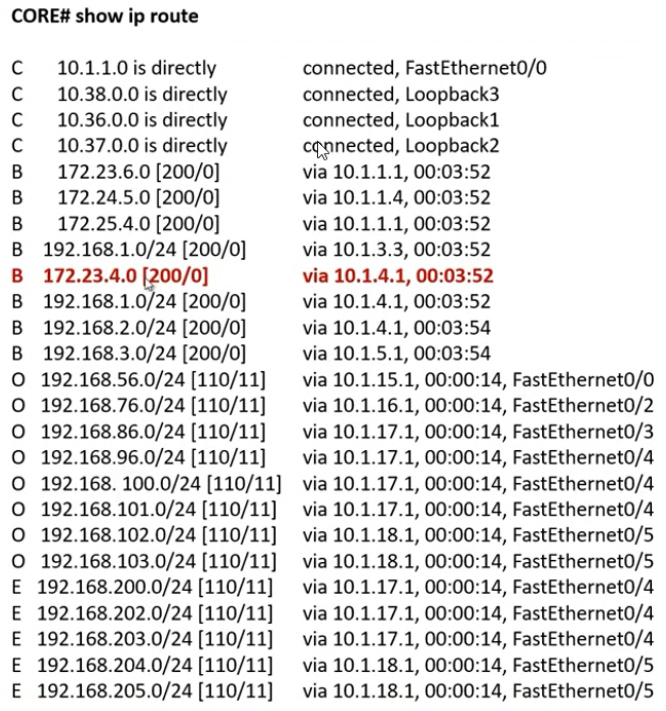 CORE# show ip route
C 10.1.1.0 is directly connected, FastEthernet0/0
C 10.38.0.0 is directly connected, Loopback3
C 10.36.0.0 is directly connected, Loopback1
C 10.37.0.0 is directly connected, Loopback2
B 172.23.6.0 [200/0] via 10.1.1.1, 00:03:52
B 172.24.5.0 [200/0] via 10.1.1.4, 00:03:52
B 172.25.4.0 [200/0] via 10.1.1.1, 00:03:52
B 192.168.1.0/24 [200/0] via 10.1.3.3, 00:03:52
B 172.23.4.0 [200/0] via 10.1.4.1, 00:03:52
B 192.168.1.0/24 [200/0] via 10.1.4.1, 00:03:52
B 192.168.2.0/24 [200/0] via 10.1.4.1, 00:03:54
B 192.168.3.0/24 [200/0] via 10.1.5.1, 00:03:54
O 192.168.56.0/24 [110/11] via 10.1.15.1, 00:00:14, FastEthernet0/0
O 192.168.76.0/24 [110/11] via 10.1.16.1, 00:00:14, FastEthernet0/2
O 192.168.86.0/24 [110/11] via 10.1.17.1, 00:00:14, FastEthernet0/3
O 192.168.96.0/24 [110/11] via 10.1.17.1, 00:00:14, FastEthernet0/4
O 192.168. 100.0/24 [110/11] via 10.1.17.1, 00:00:14, FastEthernet0/4
O 192.168.101.0/24 [110/11] via 10.1.17.1, 00:00:14, FastEthernet0/4
O 192.168.102.0/24 [110/11] via 10.1.18.1, 00:00:14, FastEthernet0/5
O 192.168.103.0/24 [110/11] via 10.1.18.1, 00:00:14, FastEthernet0/5
E 192.168.200.0/24 [110/11] via 10.1.17.1, 00:00:14, FastEthernet0/4
E 192.168.202.0/24 [110/11] via 10.1.17.1, 00:00:14, FastEthernet0/4
E 192.168.203.0/24 [110/11] via 10.1.17.1, 00:00:14, FastEthernet0/4
E 192.168.204.0/24 [110/11] via 10.1.18.1, 00:00:14, FastEthernet0/5
E 192.168.205.0/24 [110/11] via 10.1.18.1, 00:00:14, FastEthernet0/5